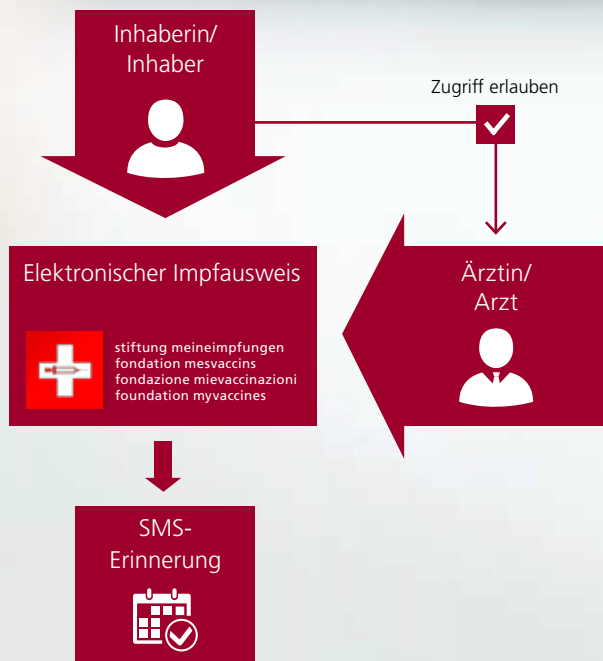 Inhaberin/
Inhaber
Zugriff erlauben
Elektronischer Impfausweis
stiftung meineimpfungen
fondation mesvaccins
fondazione mievaccinazioni
foundation myvaccines
Ärztin/
Arzt
SMS-
Erinnerung